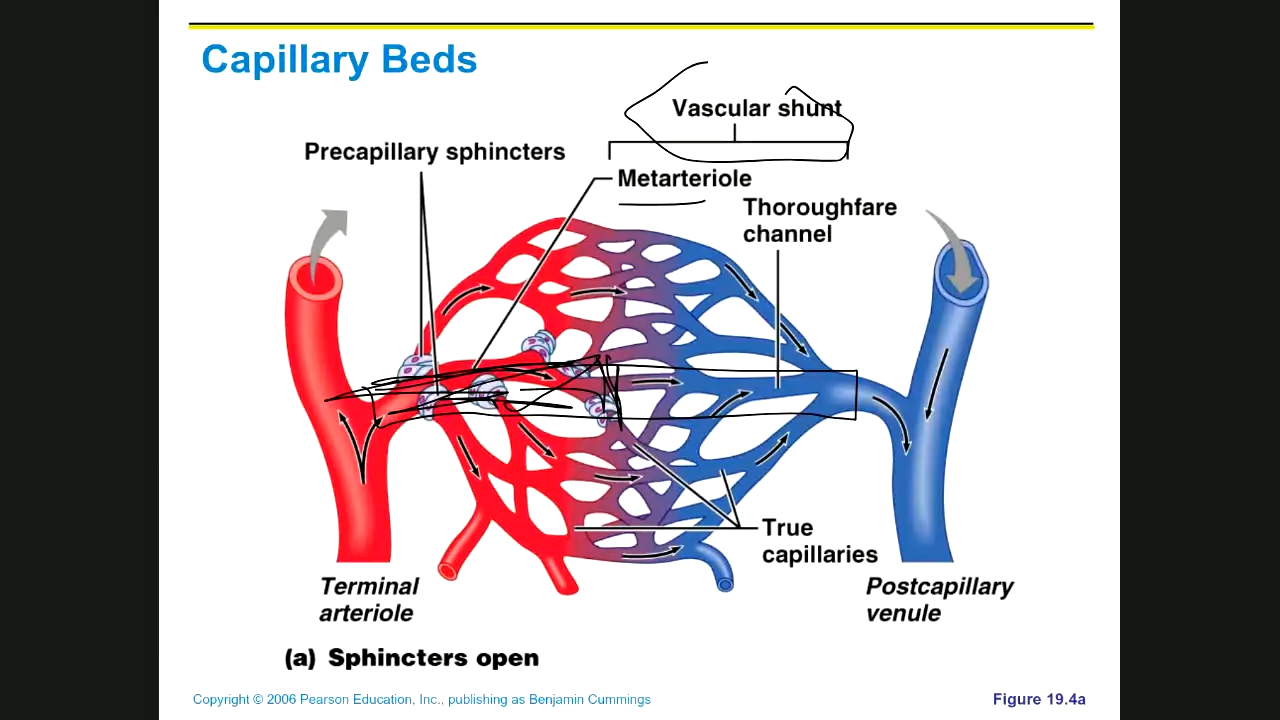 Capillary Beds
Vascular shunt
Precapillary sphincters
Metarteriole
Thoroughfare
channel
True
capillaries
Terminal
arteriole
Postcapillary
venule
(a) Sphincters open
Copyright © 2006 Pearson Education, Inc., publishing as Benjamin Cummings
Figure 19.4a